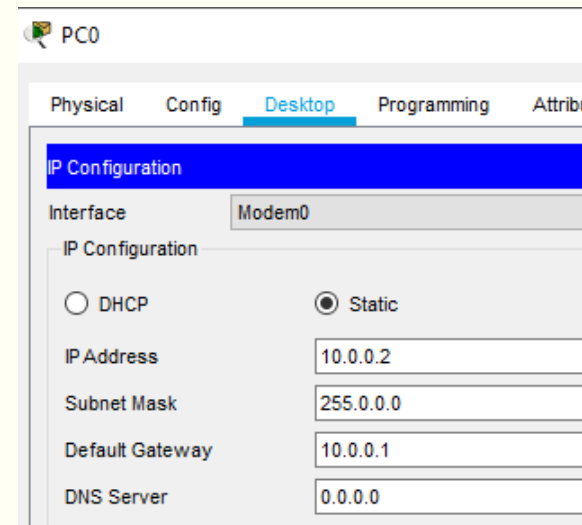 PC0
Physical Config Desktop Programming Attrib
IP Configuration
Interface Modem0
IP Configuration
DHCP Static
IP Address 10.0.0.2
Subnet Mask 255.0.0.0
Default Gateway 10.0.0.1
DNS Server 0.0.0.0